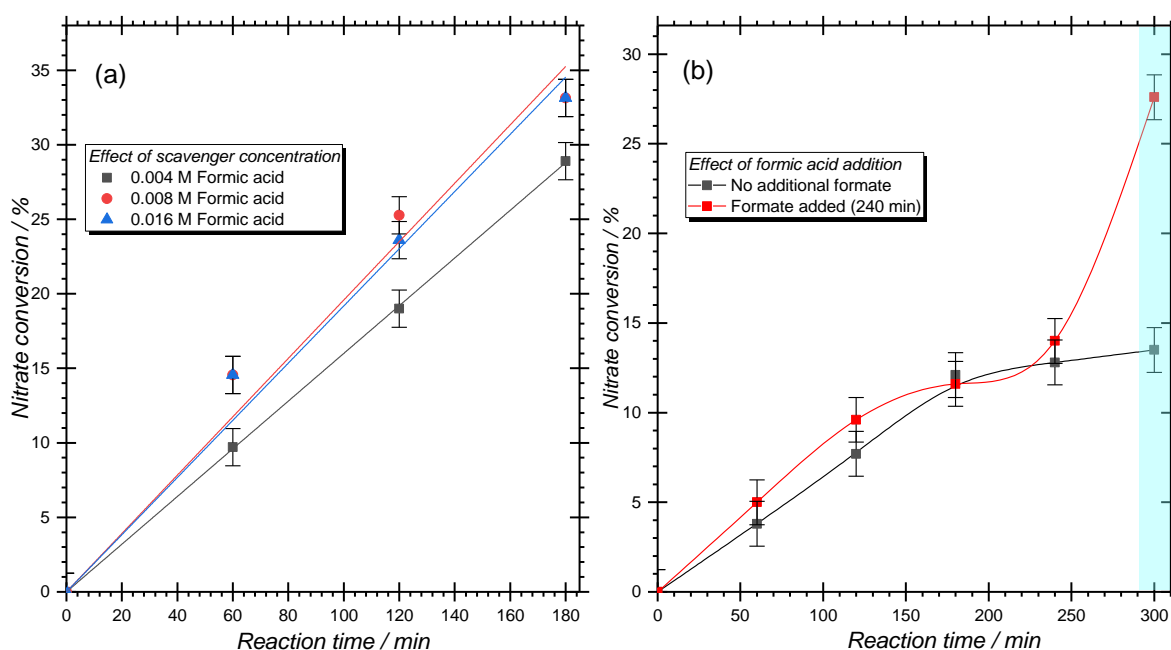 (a)
Nitrate conversion / %
35
30
25
20
15
10
5
0
Effect of scavenger concentration
0.004 M Formic acid
0.008 M Formic acid
0.016 M Formic acid
0 20 40 60 80 100 120 140 160 180
Reaction time / min
(b)
Nitrate conversion / %
30
25
20
15
10
5
0
Effect of formic acid addition
No additional formate
Formate added (240 min)
0 50 100 150 200 250 300
Reaction time / min